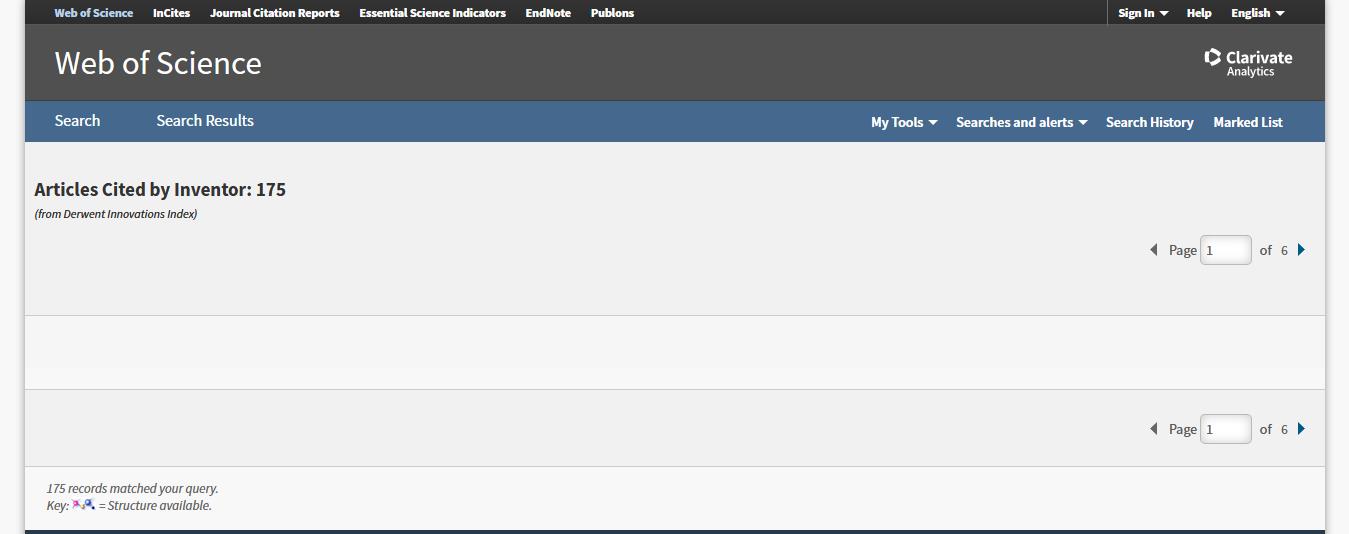 Web of Science InCites Journal Citation Reports Essential Science Indicators EndNote Publons Sign In Help English
Web of Science
Clarivate
Analytics
Search Search Results My Tools Searches and alerts Search History Marked List
Articles Cited by Inventor: 175
(from Derwent Innovations Index)
Page 1 of 6
Page 1 of 6
175 records matched your query.
Key: = Structure available.